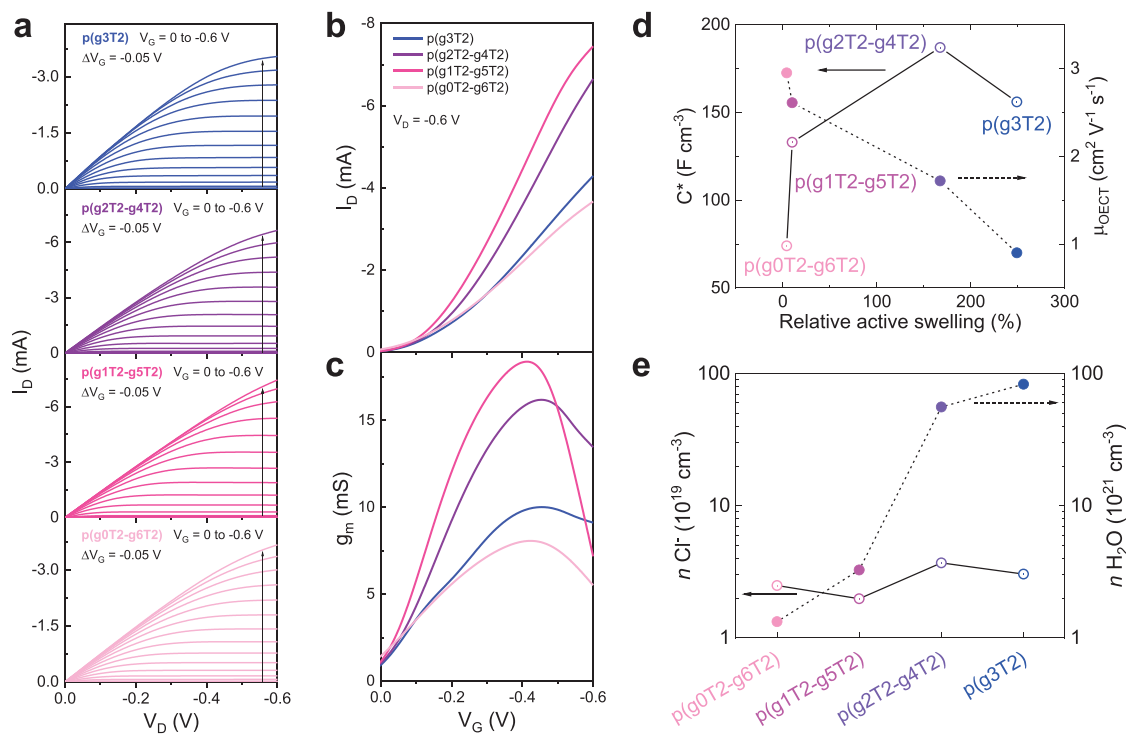 a
p(g3T2) V_G = 0 to -0.6 V
ΔV_G = -0.05 V
-3.0
-1.5
0.0
p(g2T2-g4T2) V_G = 0 to -0.6 V
ΔV_G = -0.05 V
-6
-3
0
p(g1T2-g5T2) V_G = 0 to -0.6 V
ΔV_G = -0.05 V
-6
-3
0
p(g0T2-g6T2) V_G = 0 to -0.6 V
ΔV_G = -0.05 V
-3.0
-1.5
0.0
I_D (mA)
0.0 -0.2 -0.4 -0.6
V_D (V)
b
-8
-6
-4
-2
0
I_D (mA)
p(g3T2)
p(g2T2-g4T2)
p(g1T2-g5T2)
p(g0T2-g6T2)
V_D = -0.6 V
c
15
10
5
0
g_m (mS)
0.0 -0.2 -0.4 -0.6
V_G (V)
d
200
150
100
50
C* (F cm⁻³)
p(g2T2-g4T2)
p(g3T2)
p(g1T2-g5T2)
p(g0T2-g6T2)
3
2
1
μ_OECT (cm² V⁻¹ s⁻¹)
0 100 200 300
Relative active swelling (%)
e
100
10
1
n Cl⁻ (10¹⁹ cm⁻³)
100
10
1
n H₂O (10²¹ cm⁻³)
p(g0T2-g6T2)
p(g1T2-g5T2)
p(g2T2-g4T2)
p(g3T2)